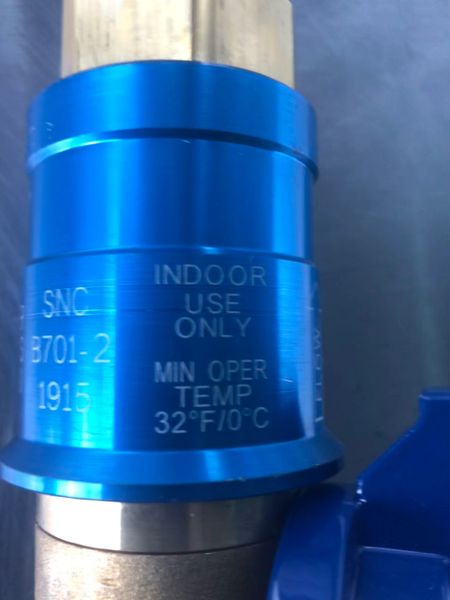 SNC
B701-2
1915
INDOOR
USE
ONLY
MIN OPER
TEMP
32°F/0°C